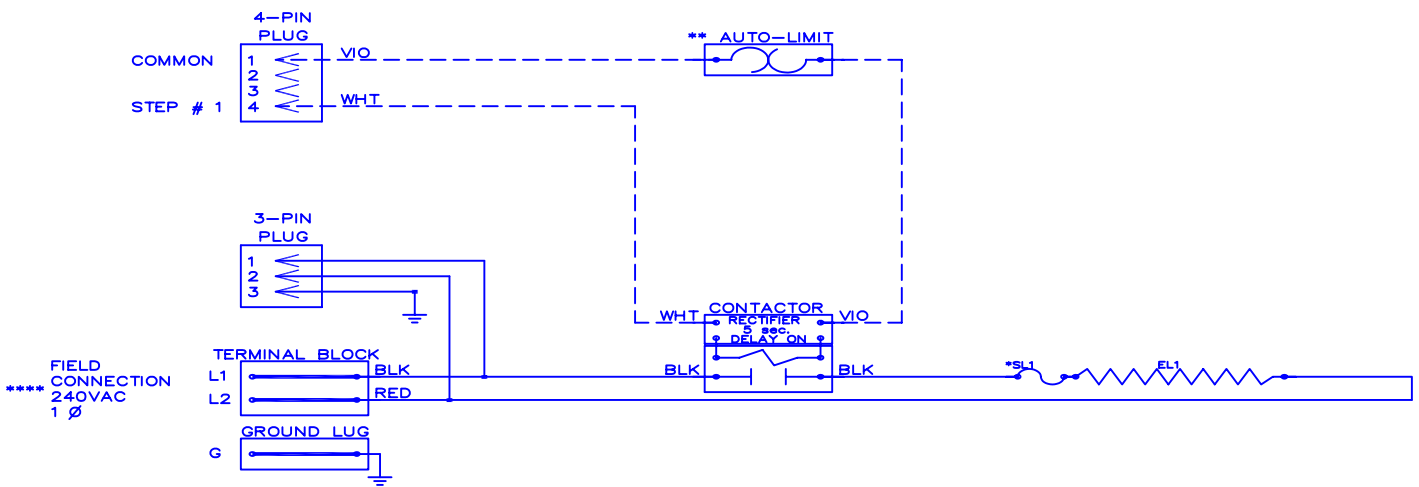 4-PIN
PLUG
COMMON
1
2
3
4
STEP # 1
VIO
WHT
** AUTO-LIMIT
3-PIN
PLUG
1
2
3
CONTACTOR
WHT
RECTIFIER
5 sec.
DELAY ON
VIO
TERMINAL BLOCK
FIELD
CONNECTION
**** 240VAC
1 Ø
L1
BLK
BLK
BLK
*SL1
EL1
L2
RED
GROUND LUG
G